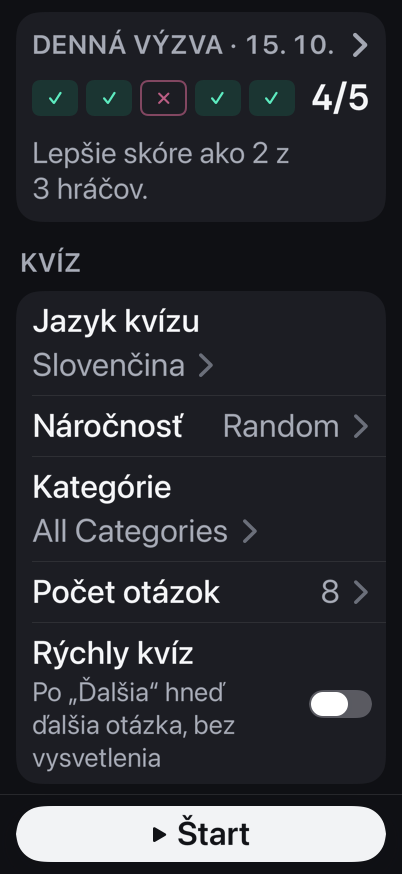 DENNÁ VÝZVA · 15. 10.
4/5
Lepšie skóre ako 2 z
3 hráčov.
KVÍZ
Jazyk kvízu
Slovenčina
Náročnosť Random
Kategórie
All Categories
Počet otázok 8
Rýchly kvíz
Po „Ďalšia“ hneď
ďalšia otázka, bez
vysvetlenia
Štart